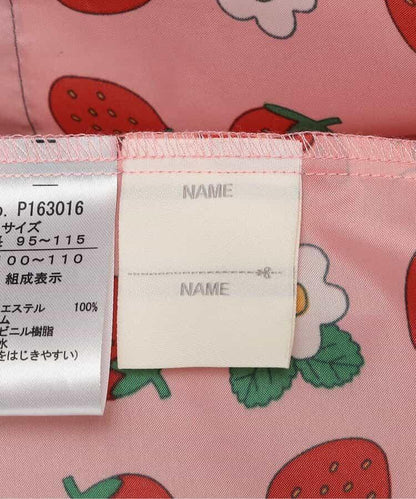 o. P163016
サイズ
95~115
00~110
組成表示
エステル 100%
ム
ビニル樹脂
水
をはじきやすい)
NAME
NAME